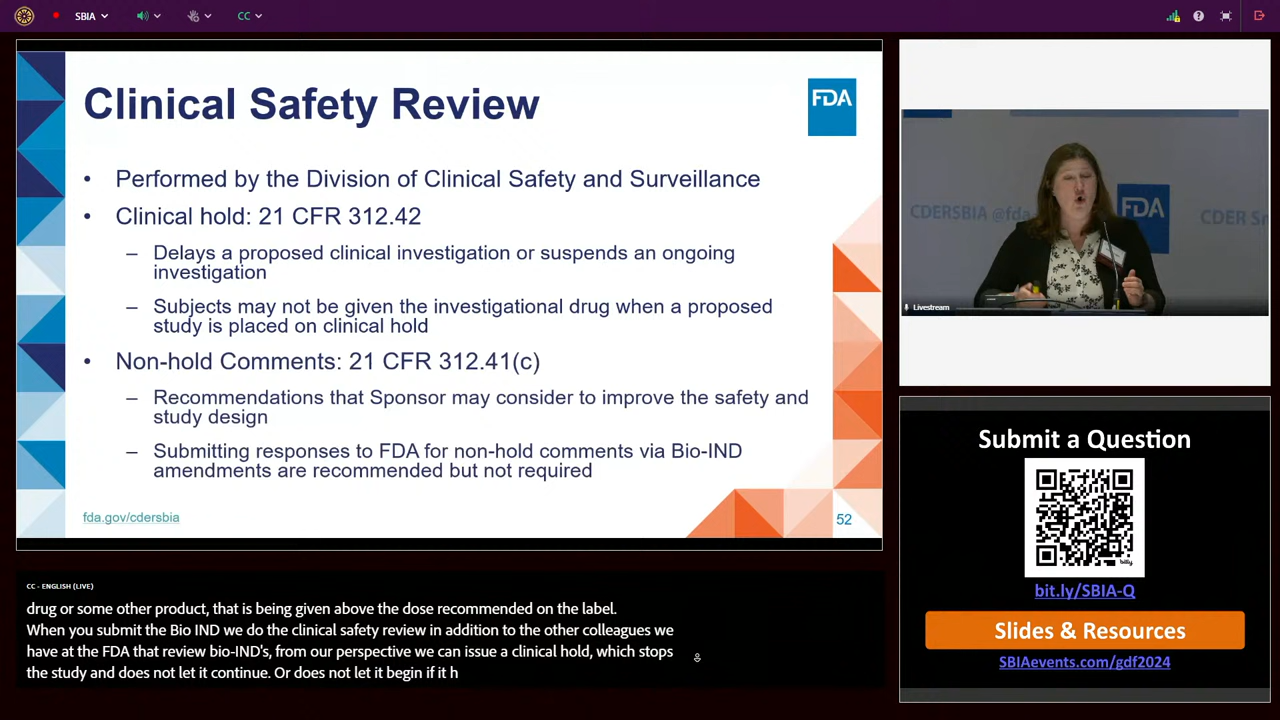 SBIA
CC
Clinical Safety Review
FDA
• Performed by the Division of Clinical Safety and Surveillance
• Clinical hold: 21 CFR 312.42
– Delays a proposed clinical investigation or suspends an ongoing
investigation
– Subjects may not be given the investigational drug when a proposed
study is placed on clinical hold
• Non-hold Comments: 21 CFR 312.41(c)
– Recommendations that Sponsor may consider to improve the safety and
study design
– Submitting responses to FDA for non-hold comments via Bio-IND
amendments are recommended but not required
fda.gov/cdersbia
52
CDERSBIA @fda
FDA
CDER
Livestream
Submit a Question
bitly
bit.ly/SBIA-Q
Slides & Resources
SBIAevents.com/gdf2024
CC - ENGLISH (LIVE)
drug or some other product, that is being given above the dose recommended on the label.
When you submit the Bio IND we do the clinical safety review in addition to the other colleagues we
have at the FDA that review bio-IND's, from our perspective we can issue a clinical hold, which stops
the study and does not let it continue. Or does not let it begin if it h